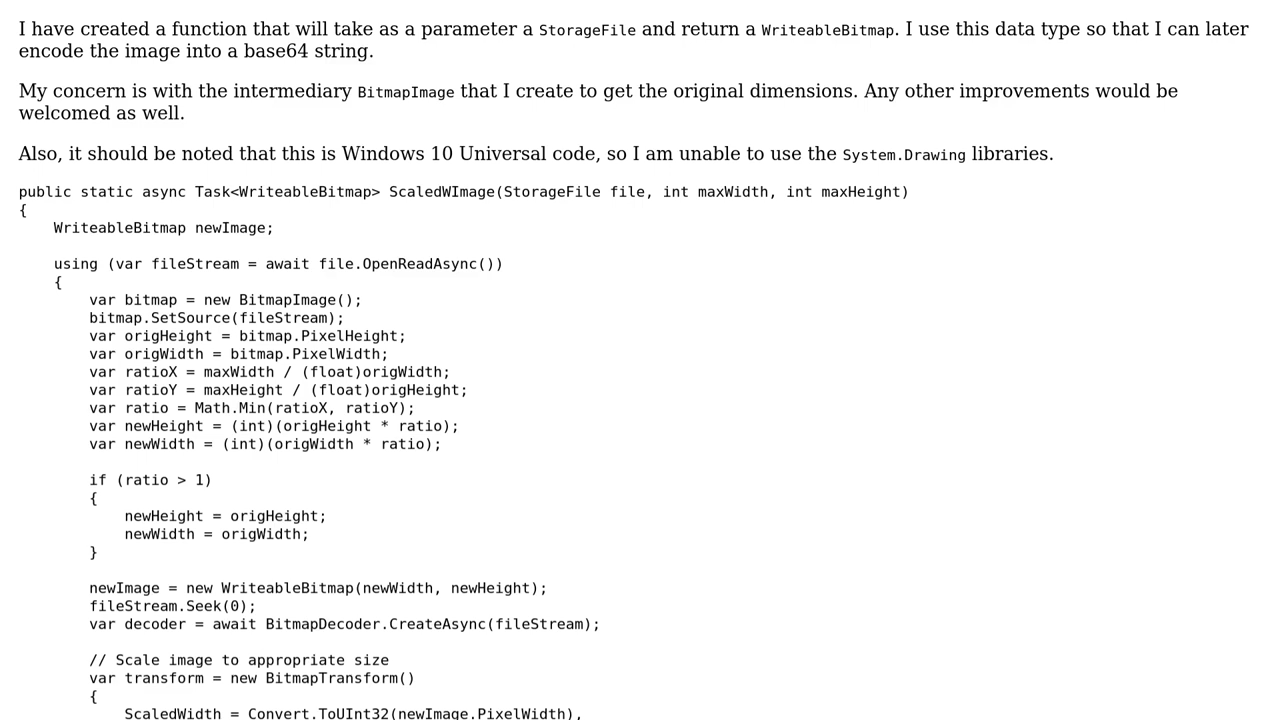 I have created a function that will take as a parameter a StorageFile and return a WriteableBitmap. I use this data type so that I can later
encode the image into a base64 string.
My concern is with the intermediary BitmapImage that I create to get the original dimensions. Any other improvements would be
welcomed as well.
Also, it should be noted that this is Windows 10 Universal code, so I am unable to use the System.Drawing libraries.
public static async Task<WriteableBitmap> ScaledWImage(StorageFile file, int maxWidth, int maxHeight)
{
    WriteableBitmap newImage;
    using (var fileStream = await file.OpenReadAsync())
    {
        var bitmap = new BitmapImage();
        bitmap.SetSource(fileStream);
        var origHeight = bitmap.PixelHeight;
        var origWidth = bitmap.PixelWidth;
        var ratioX = maxWidth / (float)origWidth;
        var ratioY = maxHeight / (float)origHeight;
        var ratio = Math.Min(ratioX, ratioY);
        var newHeight = (int)(origHeight * ratio);
        var newWidth = (int)(origWidth * ratio);
        if (ratio > 1)
        {
            newHeight = origHeight;
            newWidth = origWidth;
        }
        newImage = new WriteableBitmap(newWidth, newHeight);
        fileStream.Seek(0);
        var decoder = await BitmapDecoder.CreateAsync(fileStream);
        // Scale image to appropriate size
        var transform = new BitmapTransform()
        {
            ScaledWidth = Convert.ToUInt32(newImage.PixelWidth),